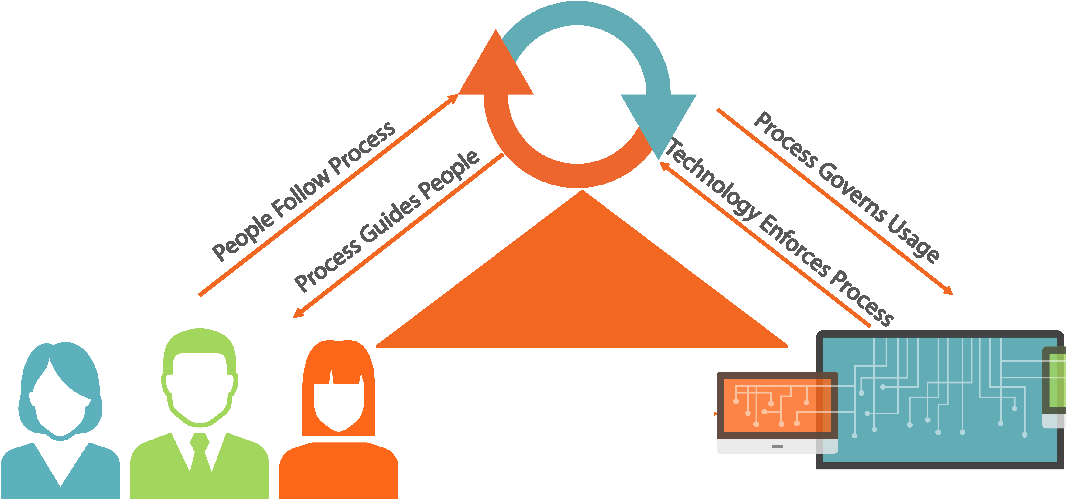 People Follow Process
Process Guides People
Technology Enforces Process
Process Governs Usage